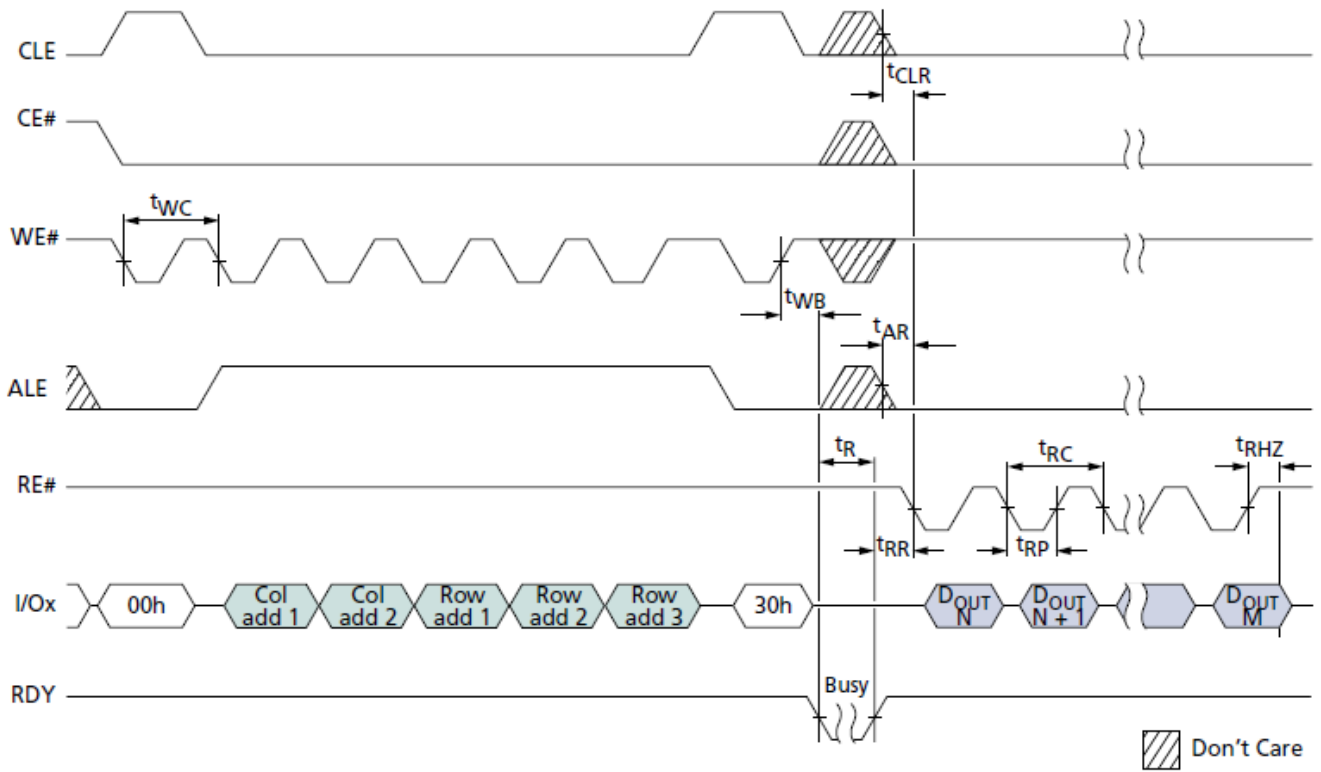 CLE
tCLR
CE#
tWC
WE#
tWB
tAR
ALE
tR
tRC
tRHZ
RE#
tRR
tRP
I/Ox
00h
Col
add 1
Col
add 2
Row
add 1
Row
add 2
Row
add 3
30h
DOUT
N
DOUT
N + 1
DOUT
M
RDY
Busy
Don't Care